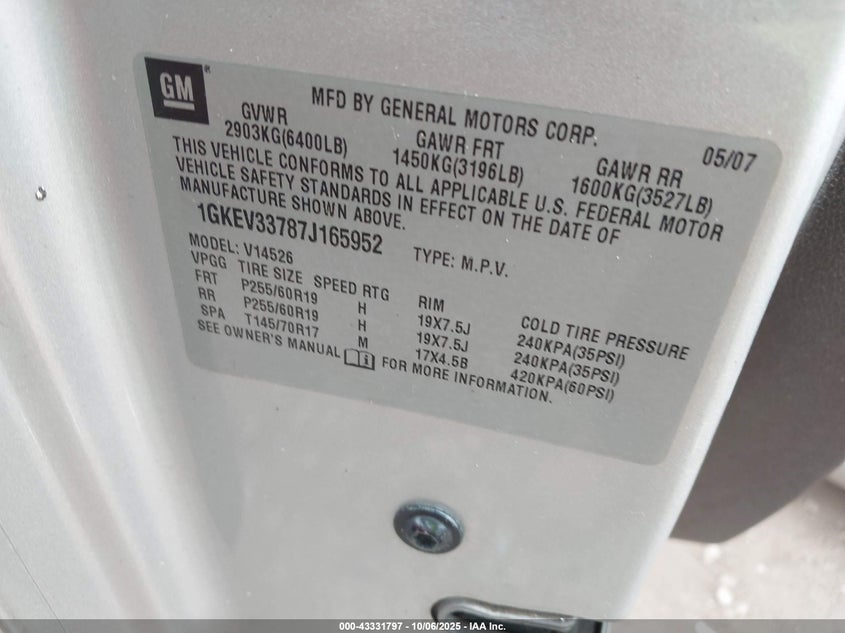 GM
MFD BY GENERAL MOTORS CORP.
05/07
GVWR GAWR FRT GAWR RR
2903KG(6400LB) 1450KG(3196LB) 1600KG(3527LB)
THIS VEHICLE CONFORMS TO ALL APPLICABLE U.S. FEDERAL MOTOR
VEHICLE SAFETY STANDARDS IN EFFECT ON THE DATE OF
MANUFACTURE SHOWN ABOVE.
1GKEV33787J165952 TYPE: M.P.V.
MODEL: V14526
VPGG TIRE SIZE SPEED RTG RIM COLD TIRE PRESSURE
FRT P255/60R19 H 19X7.5J 240KPA(35PSI)
RR P255/60R19 H 19X7.5J 240KPA(35PSI)
SPA T145/70R17 M 17X4.5B 420KPA(60PSI)
SEE OWNER'S MANUAL FOR MORE INFORMATION.
000-43331797 - 10/06/2025 - IAA Inc.